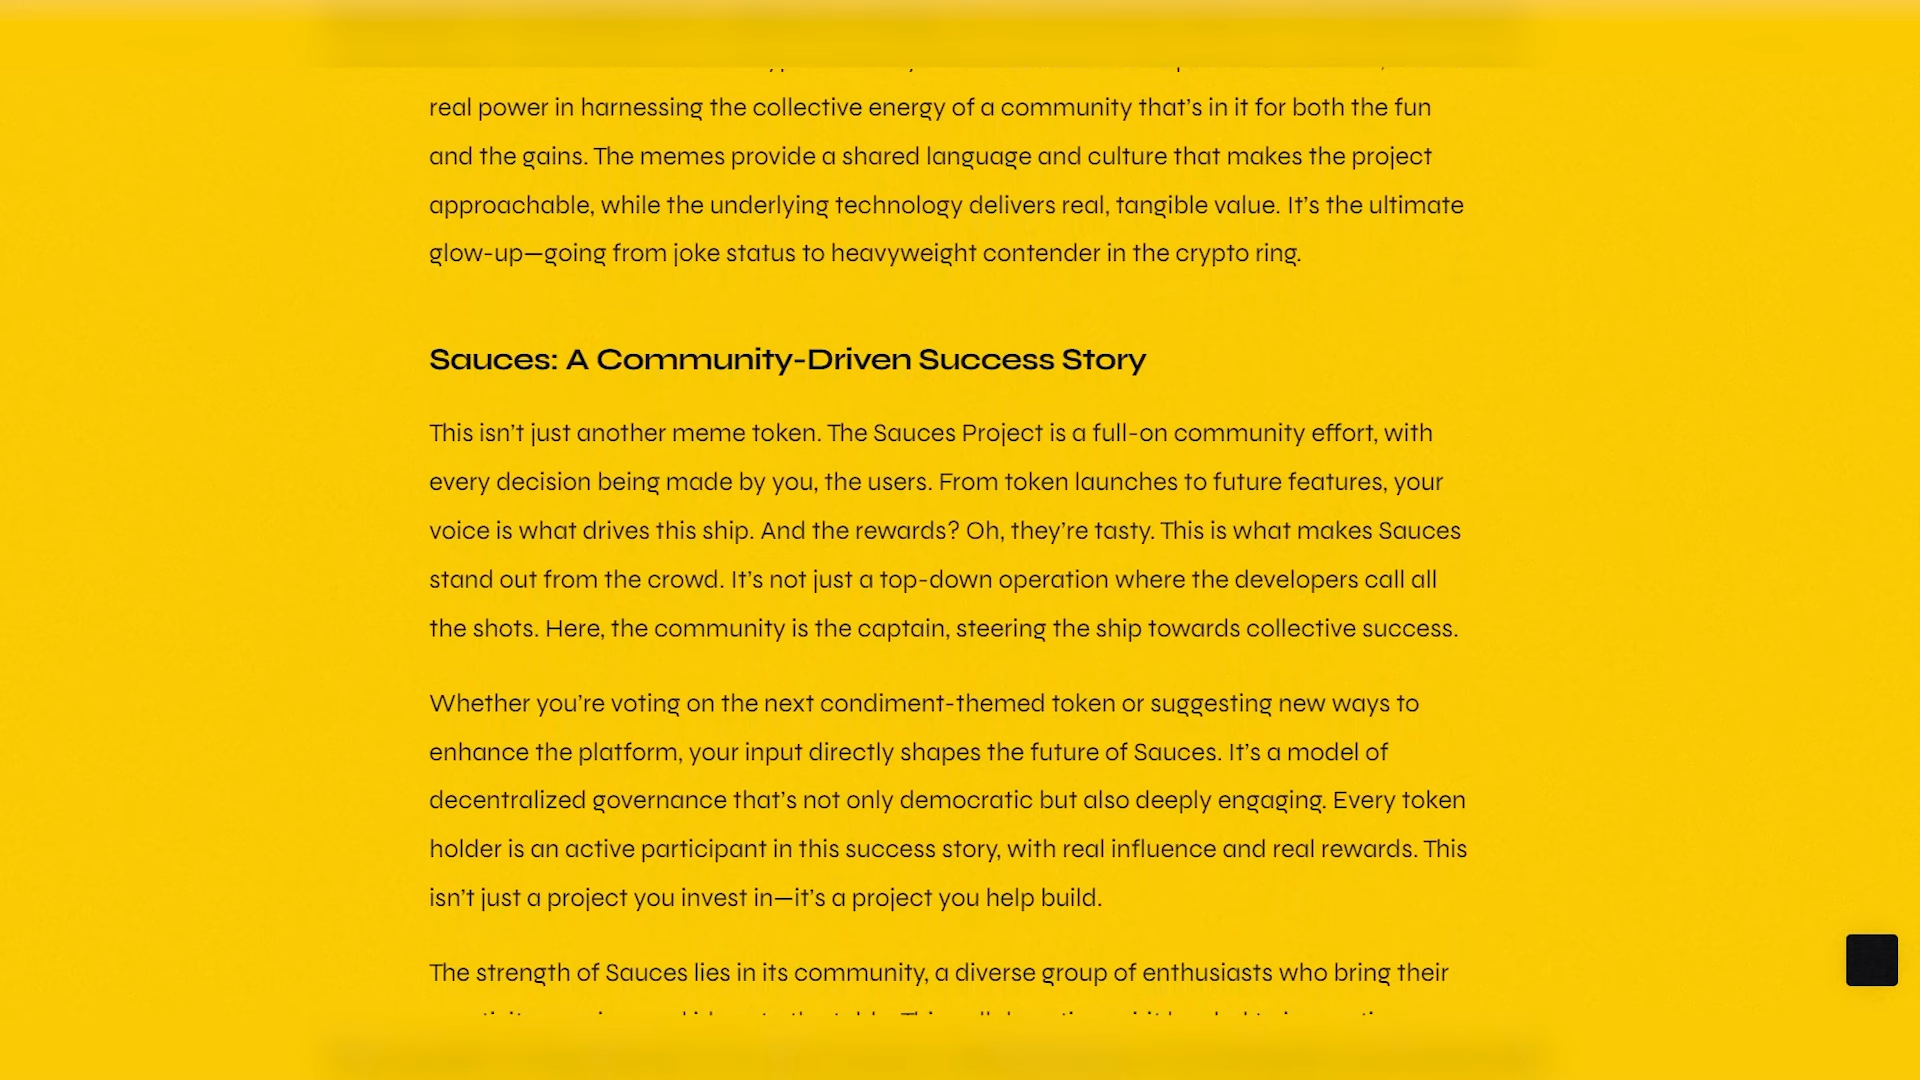 real power in harnessing the collective energy of a community that’s in it for both the fun
and the gains. The memes provide a shared language and culture that makes the project
approachable, while the underlying technology delivers real, tangible value. It’s the ultimate
glow-up—going from joke status to heavyweight contender in the crypto ring.
Sauces: A Community-Driven Success Story
This isn’t just another meme token. The Sauces Project is a full-on community effort, with
every decision being made by you, the users. From token launches to future features, your
voice is what drives this ship. And the rewards? Oh, they’re tasty. This is what makes Sauces
stand out from the crowd. It’s not just a top-down operation where the developers call all
the shots. Here, the community is the captain, steering the ship towards collective success.
Whether you’re voting on the next condiment-themed token or suggesting new ways to
enhance the platform, your input directly shapes the future of Sauces. It’s a model of
decentralized governance that’s not only democratic but also deeply engaging. Every token
holder is an active participant in this success story, with real influence and real rewards. This
isn’t just a project you invest in—it’s a project you help build.
The strength of Sauces lies in its community, a diverse group of enthusiasts who bring their